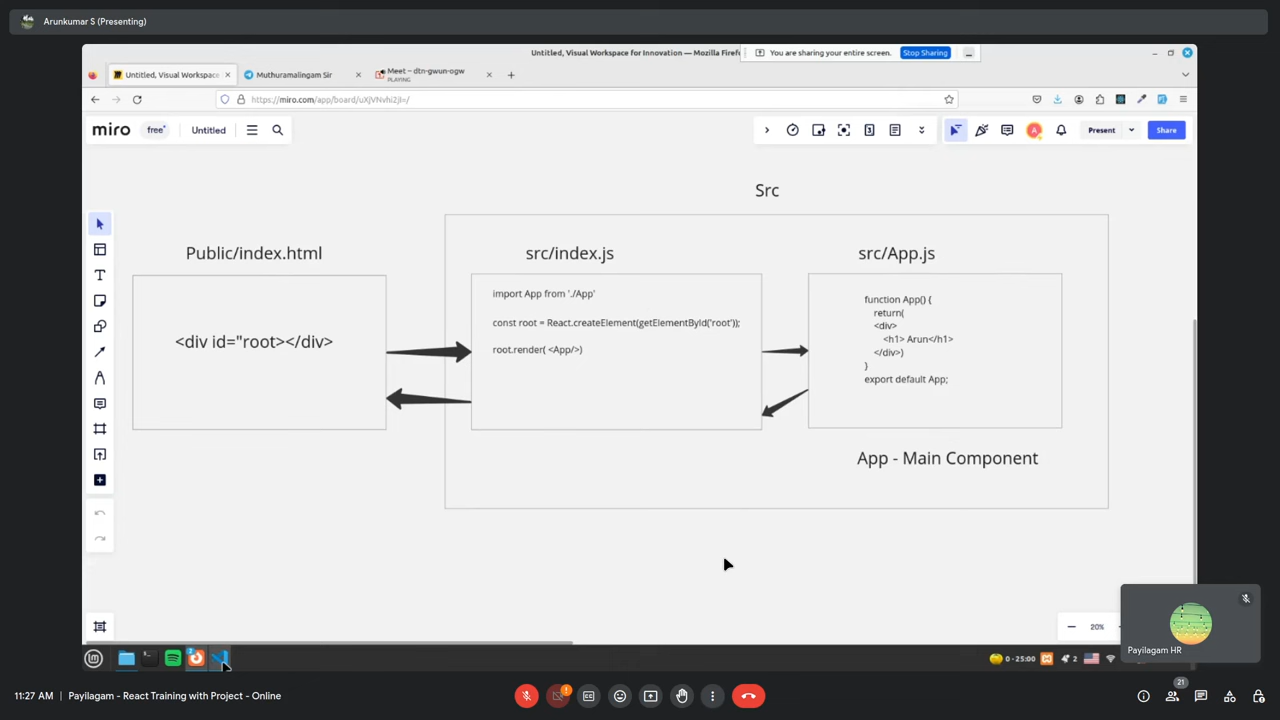 Arunkumar S (Presenting)
Untitled, Visual Workspace for Innovation — Mozilla Firef
You are sharing your entire screen.
Stop Sharing
Untitled, Visual Workspace
Muthuramalingam Sir
Meet – dtn-gwun-ogw
PLAYING
https://miro.com/app/board/uXjVNvhi2jI=/
miro
free
Untitled
Present
Share
Src
Public/index.html
src/index.js
src/App.js
<div id="root></div>
import App from './App'
const root = React.createElement(getElementById('root'));
root.render( <App/>)
function App() {
return(
<div>
<h1> Arun</h1>
</div>)
}
export default App;
App - Main Component
20%
Payilagam HR
0 - 25:00
2
11:27 AM | Payilagam - React Training with Project - Online
21